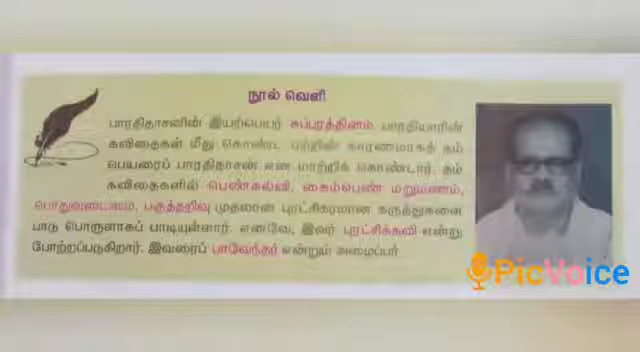 நூல் வெளி
பாரதிதாசனின் இயற்பெயர் சுப்புரத்தினம். பாரதியாரின்
கவிதைகள் மீது கொண்ட பற்றின் காரணமாகத் தம்
பெயரைப் பாரதிதாசன் என மாற்றிக் கொண்டார். தம்
கவிதைகளில் பெண்கல்வி, கைம்பெண் மறுமணம்,
பொதுவுடைமை, பகுத்தறிவு முதலான புரட்சிகரமான கருத்துகளை
பாடு பொருளாகப் பாடியுள்ளார். எனவே, இவர் புரட்சிக்கவி என்று
போற்றப்படுகிறார். இவரைப் பாவேந்தர் என்றும் அழைப்பர்
PicVoice